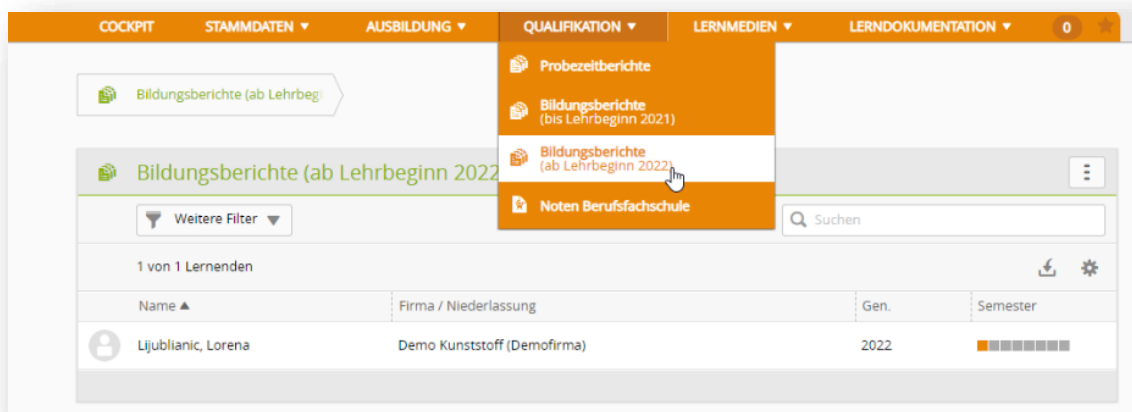 COCKPIT STAMMDATEN AUSBILDUNG QUALIFIKATION LERNMEDIEN LERNDOKUMENTATION 0
Probezeitberichte
Bildungsberichte
(bis Lehrbeginn 2021)
Bildungsberichte
(ab Lehrbeginn 2022)
Noten Berufsfachschule
Bildungsberichte (ab Lehrbegi
Bildungsberichte (ab Lehrbeginn 2022
Weitere Filter
Suchen
1 von 1 Lernenden
Name Firma / Niederlassung Gen. Semester
Lijublianic, Lorena Demo Kunststoff (Demofirma) 2022